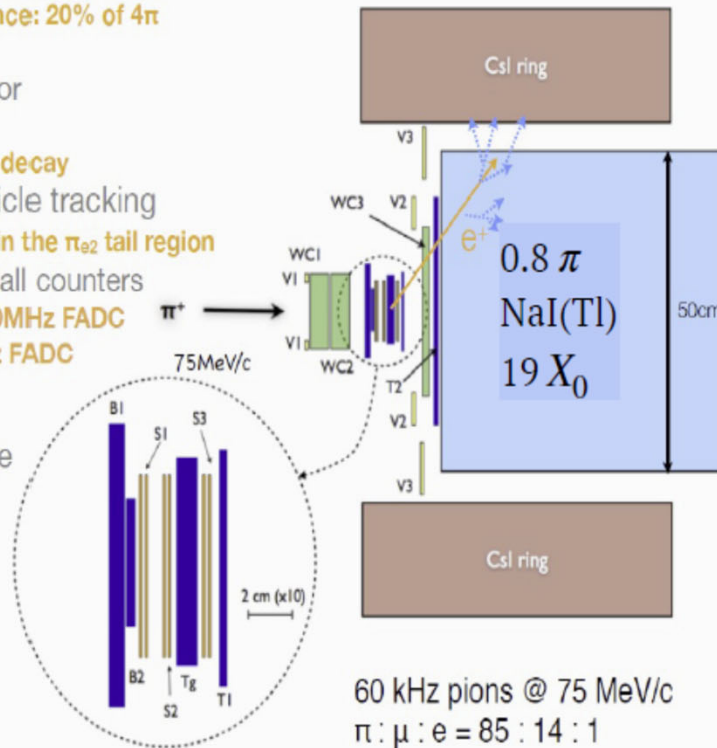 nce: 20% of 4π
or
decay
icle tracking
in the πe2 tail region
all counters
0MHz FADC
z FADC
e
CsI ring
V3
V2
WC3
e+
WC1
V1
π+
V1
WC2
75MeV/c
T2
V2
V3
0.8 π
NaI(Tl)
19 X0
50cm
B1
S1
S3
2 cm (x10)
B2
S2
Tg
T1
CsI ring
60 kHz pions @ 75 MeV/c
π : μ : e = 85 : 14 : 1